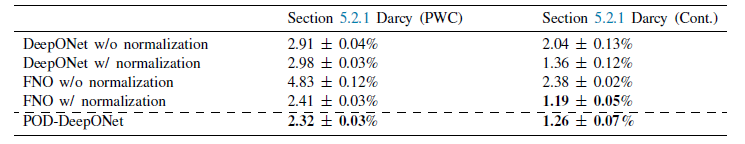 Section 5.2.1 Darcy (PWC) Section 5.2.1 Darcy (Cont.)
DeepONet w/o normalization 2.91 ± 0.04% 2.04 ± 0.13%
DeepONet w/ normalization 2.98 ± 0.03% 1.36 ± 0.12%
FNO w/o normalization 4.83 ± 0.12% 2.38 ± 0.02%
FNO w/ normalization 2.41 ± 0.03% 1.19 ± 0.05%
POD-DeepONet 2.32 ± 0.03% 1.26 ± 0.07%